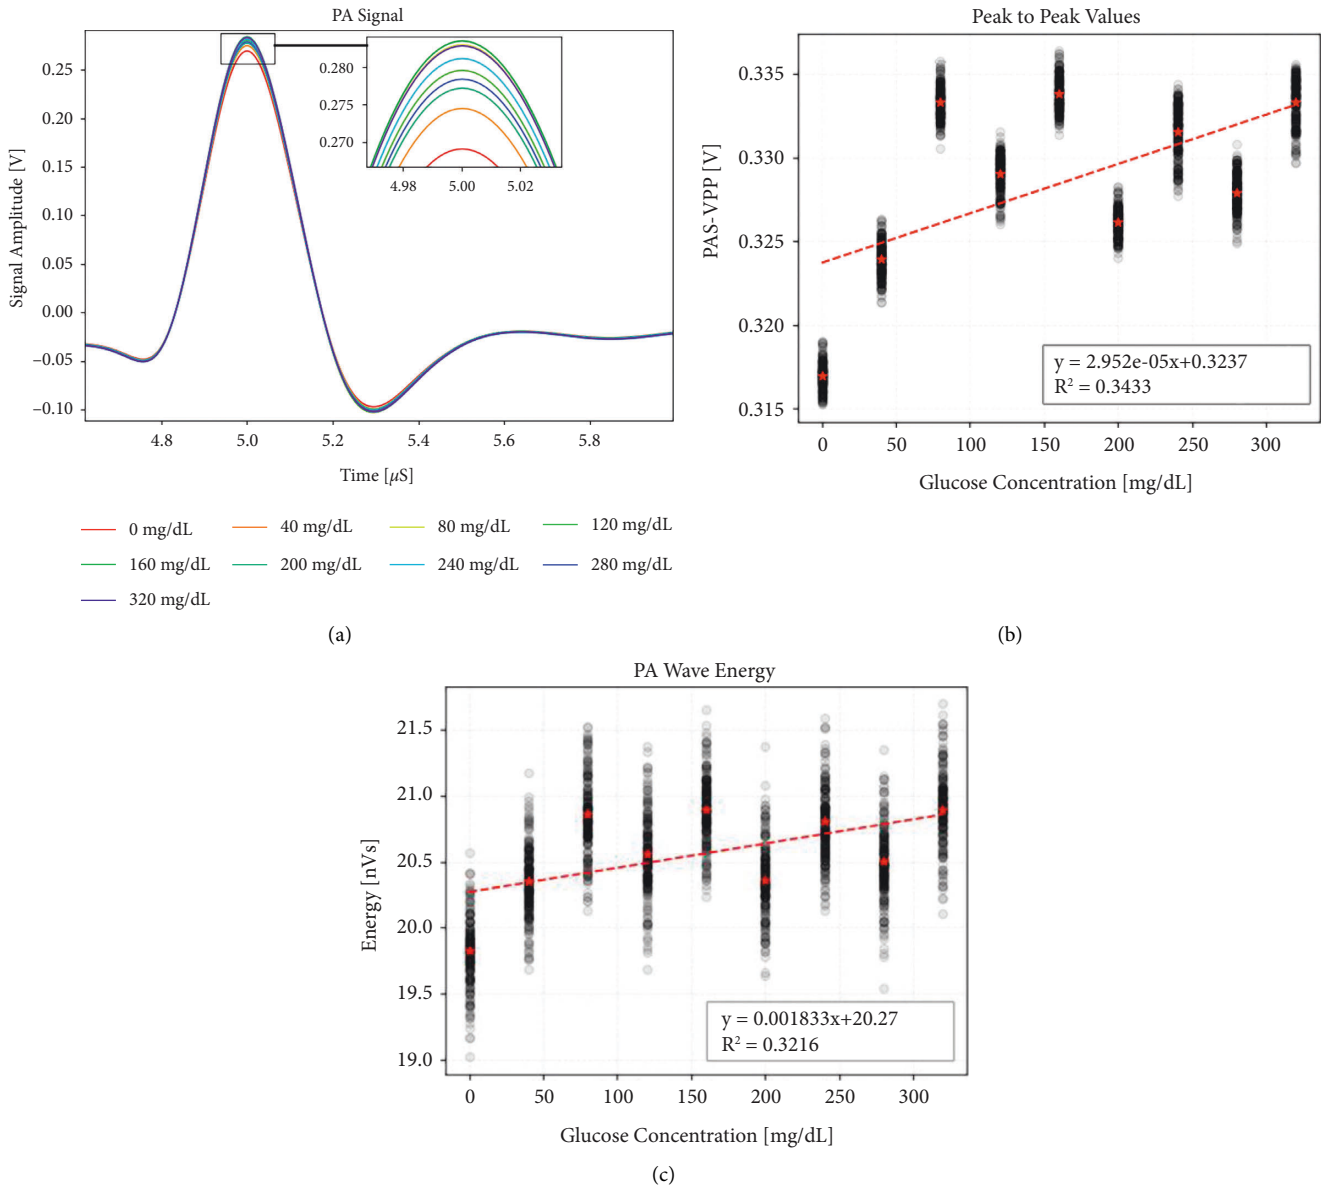 PA Signal
Signal Amplitude [V]
0.25
0.20
0.15
0.10
0.05
0.00
−0.05
−0.10
0.280
0.275
0.270
4.98 5.00 5.02
4.8 5.0 5.2 5.4 5.6 5.8
Time [μS]
0 mg/dL 40 mg/dL 80 mg/dL 120 mg/dL
160 mg/dL 200 mg/dL 240 mg/dL 280 mg/dL
320 mg/dL
(a)
Peak to Peak Values
PAS-VPP [V]
0.335
0.330
0.325
0.320
0.315
y = 2.952e-05x+0.3237
R² = 0.3433
0 50 100 150 200 250 300
Glucose Concentration [mg/dL]
(b)
PA Wave Energy
Energy [nVs]
21.5
21.0
20.5
20.0
19.5
19.0
y = 0.001833x+20.27
R² = 0.3216
0 50 100 150 200 250 300
Glucose Concentration [mg/dL]
(c)